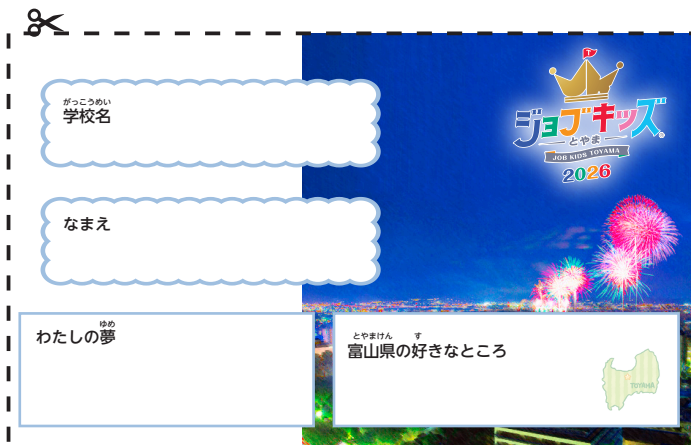 がっこうめい
学校名
なまえ
ゆめ
わたしの夢
とやまけん す
富山県の好きなところ
T
ジョブキッズ®
とやま
JOB KIDS TOYAMA
2026
TOYAMA